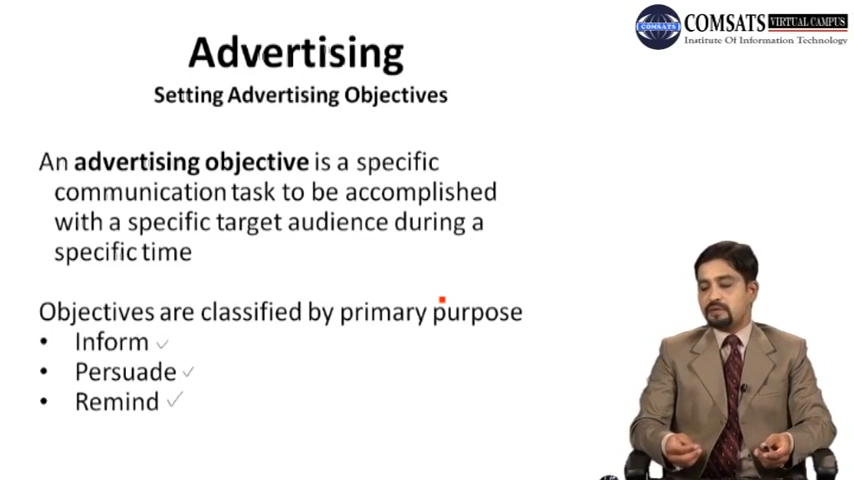 COMSATS VIRTUAL CAMPUS
COMSATS Institute Of Information Technology
Advertising
Setting Advertising Objectives
An advertising objective is a specific
communication task to be accomplished
with a specific target audience during a
specific time
Objectives are classified by primary purpose
• Inform
• Persuade
• Remind